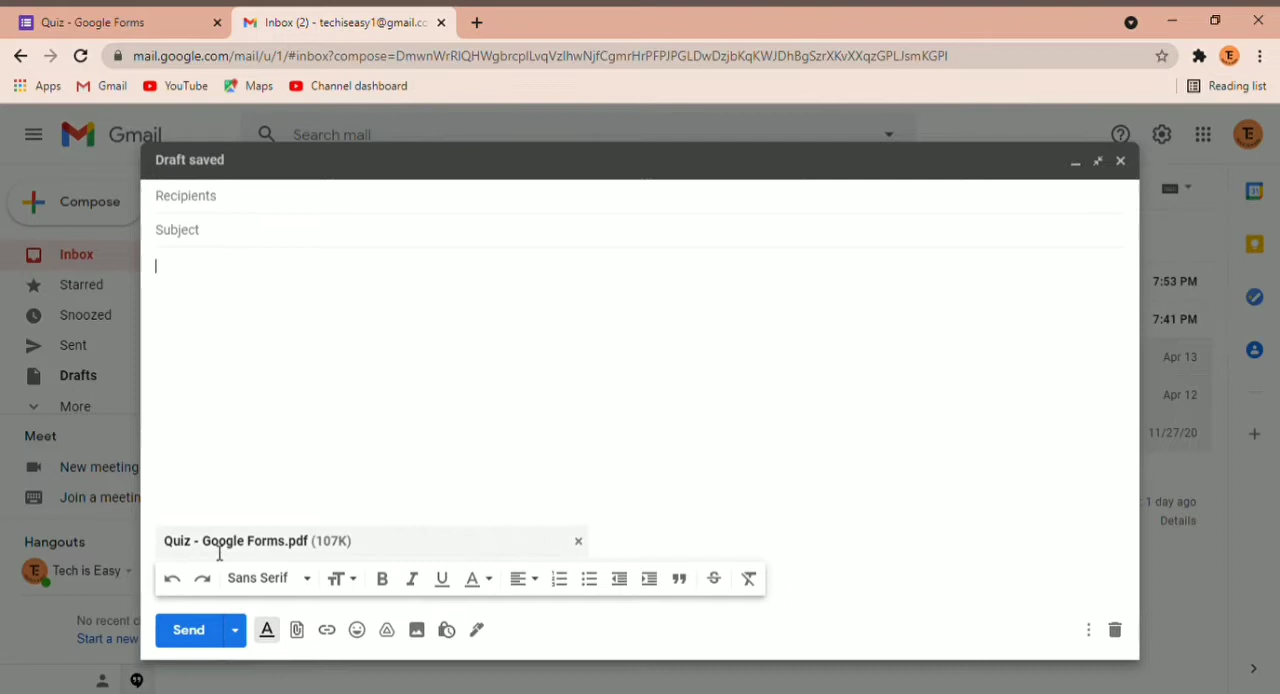 Quiz - Google Forms
Inbox (2) - techiseasy1@gmail.cc
mail.google.com/mail/u/1/#inbox?compose=DmwnWrRlQHWgbrcpllLvqVzlhwNjfCgmrHrPFPJPGLDwDzjbKqKWJDhBgSzrXKvXXqzGPLJsmKGPl
Apps
Gmail
YouTube
Maps
Channel dashboard
Reading list
Gmail
Search mail
Draft saved
Compose
Recipients
Subject
Inbox
7:53 PM
Starred
Snoozed
7:41 PM
Sent
Apr 13
Drafts
Apr 12
More
Meet
11/27/20
New meeting
Join a meetin
1 day ago
Details
Hangouts
Quiz - Google Forms.pdf (107K)
Tech is Easy
Sans Serif
No recent c
Start a new
Send